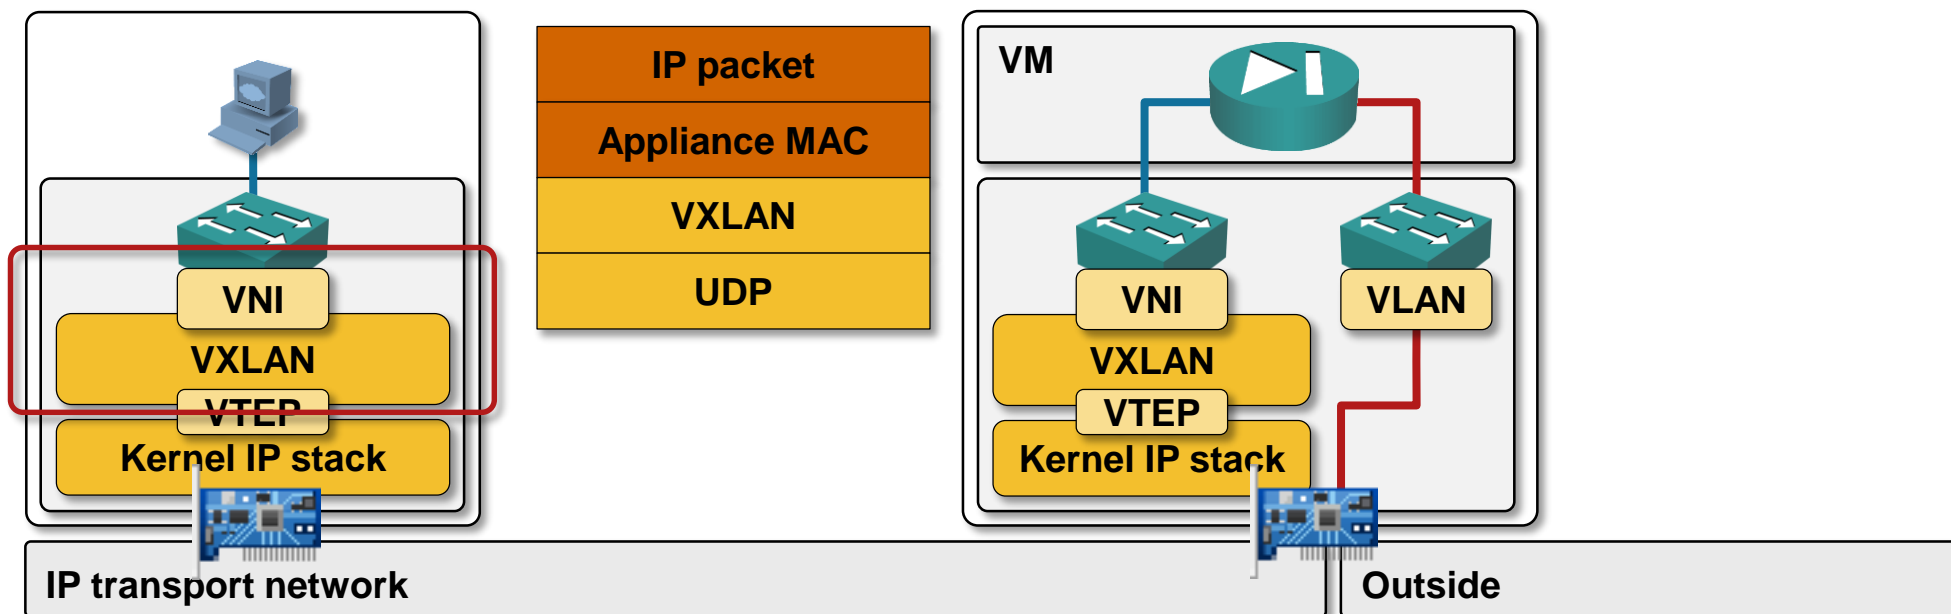 VNI
VXLAN
VTEP
Kernel IP stack
IP packet
Appliance MAC
VXLAN
UDP
VM
VNI
VLAN
VXLAN
VTEP
Kernel IP stack
IP transport network
Outside